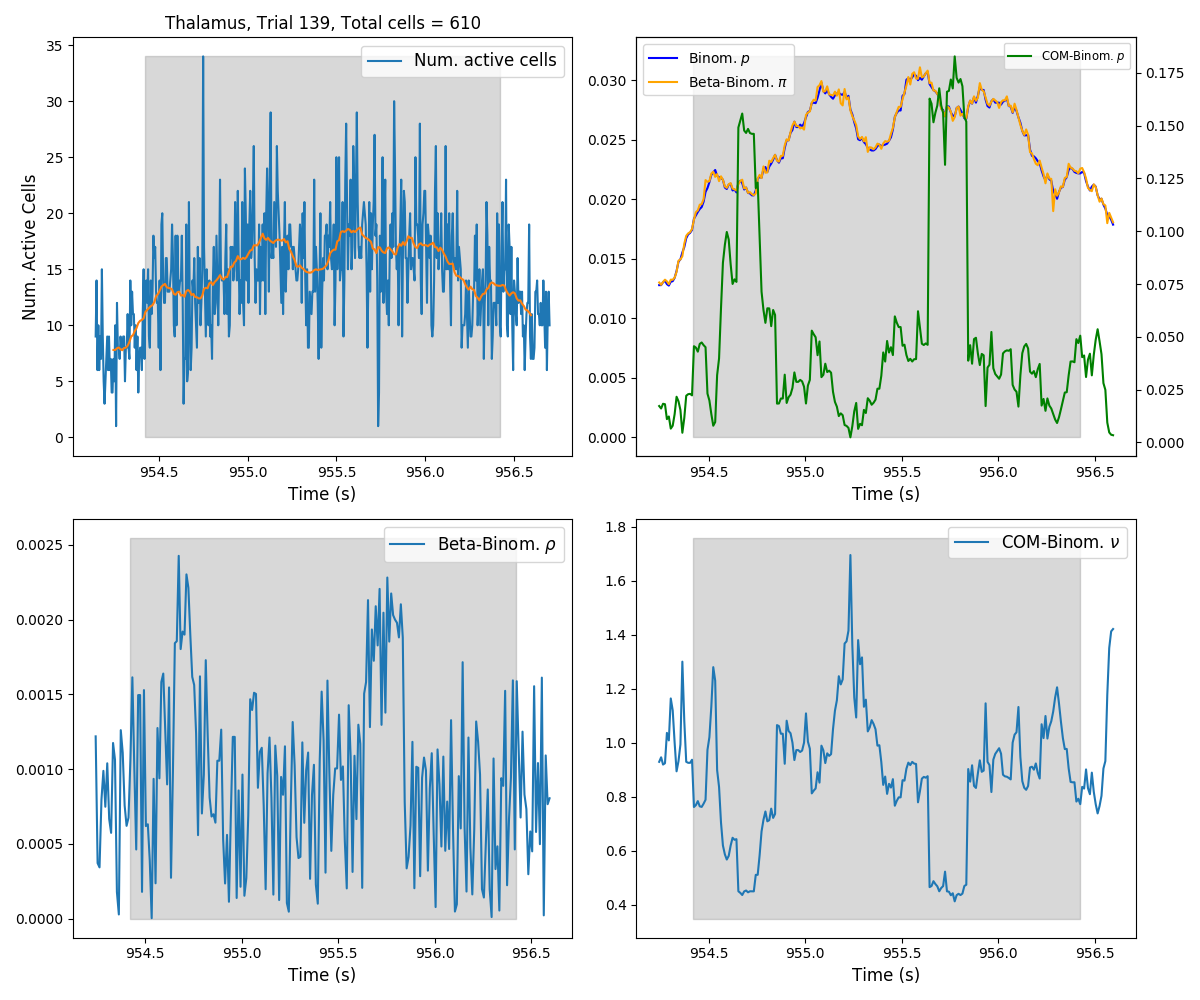 Thalamus, Trial 139, Total cells = 610
Num. active cells
Num. Active Cells
35
30
25
20
15
10
5
0
954.5 955.0 955.5 956.0 956.5
Time (s)
Binom. p
Beta-Binom. π
COM-Binom. p
0.030
0.025
0.020
0.015
0.010
0.005
0.000
0.175
0.150
0.125
0.100
0.075
0.050
0.025
0.000
954.5 955.0 955.5 956.0 956.5
Time (s)
Beta-Binom. ρ
0.0025
0.0020
0.0015
0.0010
0.0005
0.0000
954.5 955.0 955.5 956.0 956.5
Time (s)
COM-Binom. ν
1.8
1.6
1.4
1.2
1.0
0.8
0.6
0.4
954.5 955.0 955.5 956.0 956.5
Time (s)